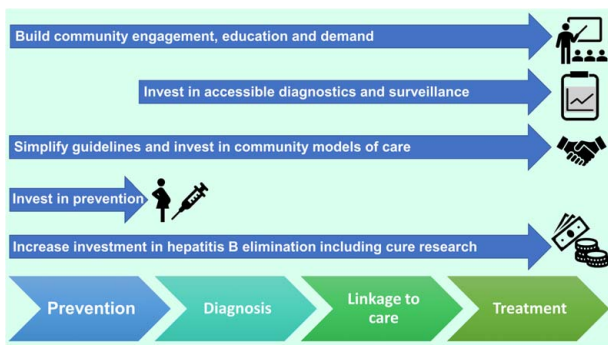 Build community engagement, education and demand
Invest in accessible diagnostics and surveillance
Simplify guidelines and invest in community models of care
Invest in prevention
Increase investment in hepatitis B elimination including cure research
Prevention
Diagnosis
Linkage to
care
Treatment